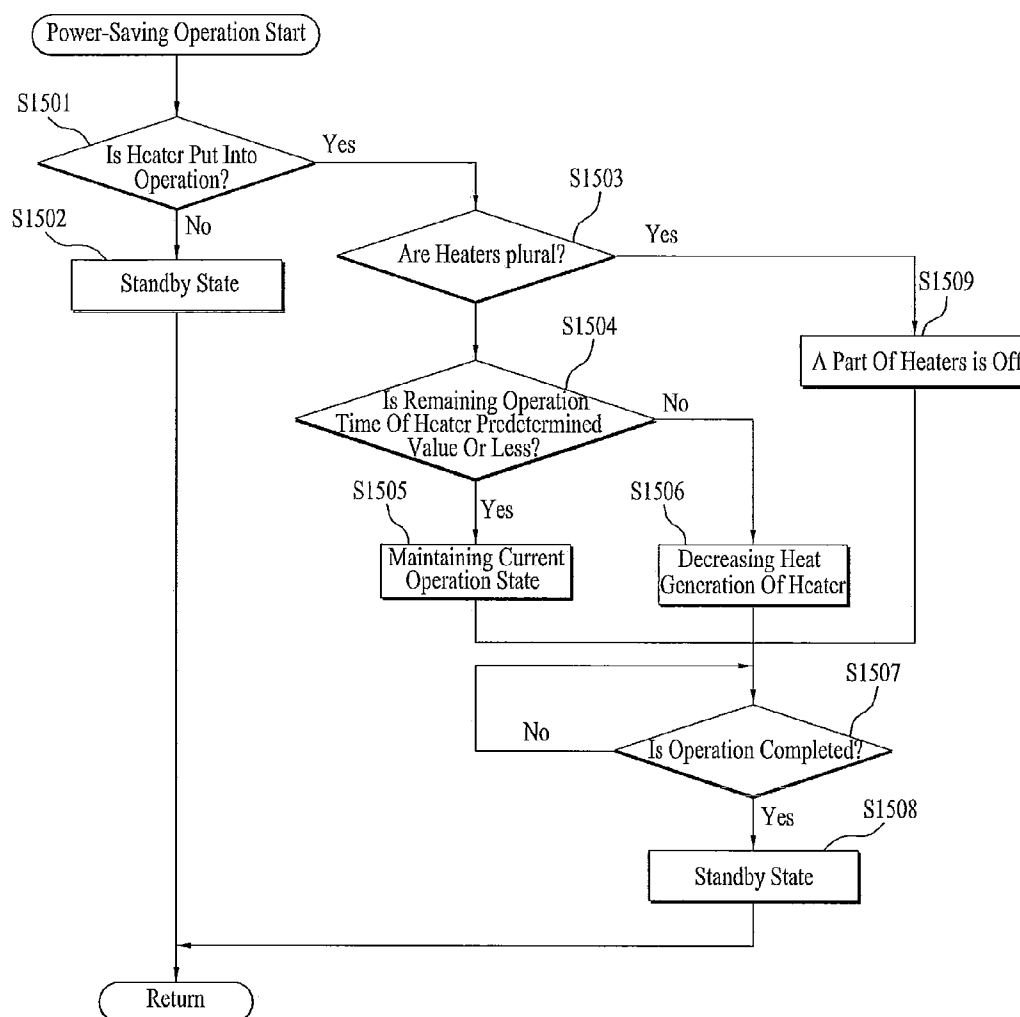 Power-Saving Operation Start
S1501
Is Heater Put Into
Operation?
Yes
No
S1502
Standby State
S1503
Are Heaters plural?
Yes
S1509
A Part Of Heaters is Off
S1504
Is Remaining Operation
Time Of Heater Predetermined
Value Or Less?
No
Yes
S1505
Maintaining Current
Operation State
S1506
Decreasing Heat
Generation Of Heater
S1507
Is Operation Completed?
No
Yes
S1508
Standby State
Return